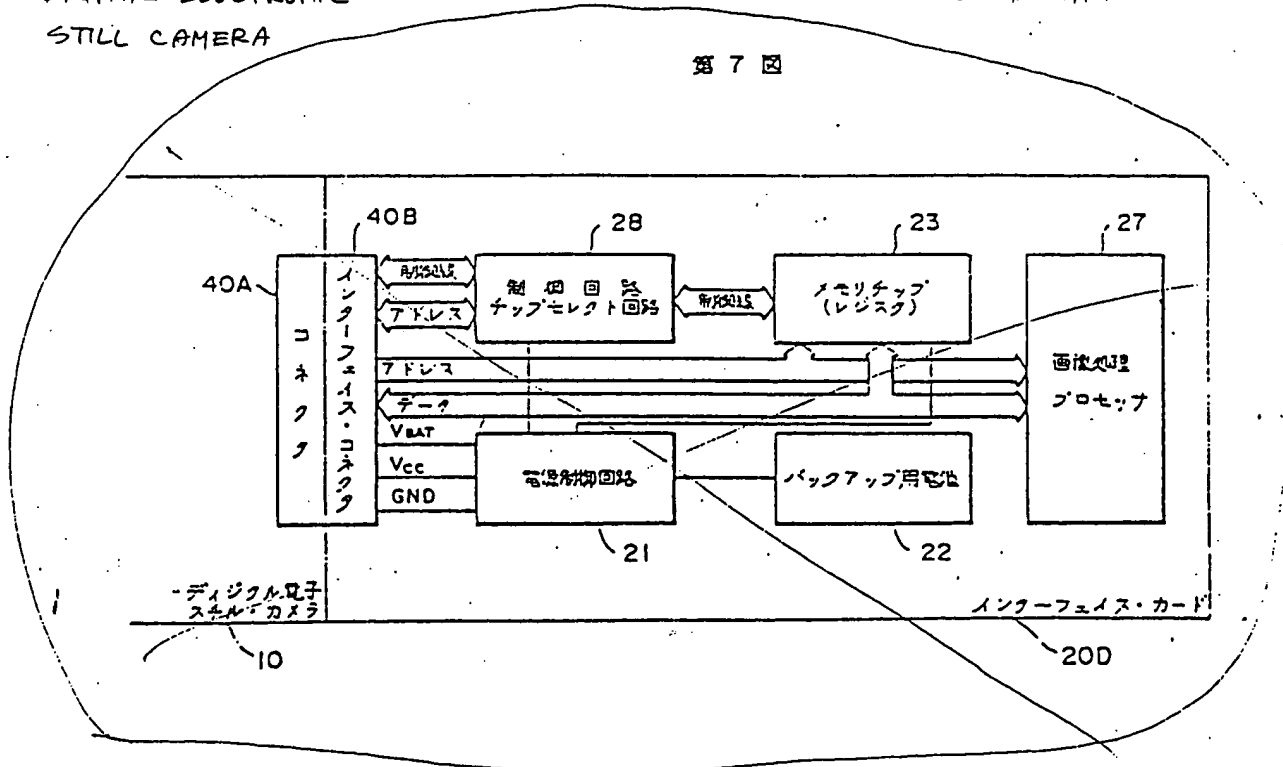 STILL CAMERA
第7図
40B
28
23
27
40A
コネクタ
インターフェイス・コネクタ
制御線
アドレス
制御回路
チップセレクト回路
制御線
メモリチップ
(レジスタ)
画像処理
プロセッサ
アドレス
データ
VBAT
Vcc
GND
電源制御回路
バックアップ用電池
21
22
ディジタル電子
スチル・カメラ
10
インターフェイス・カード
20D